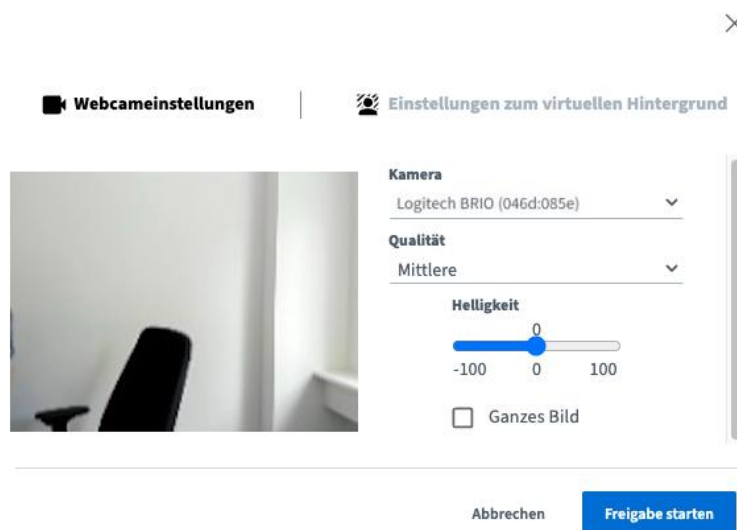 Webcameinstellungen
Einstellungen zum virtuellen Hintergrund
Kamera
Logitech BRIO (046d:085e)
Qualität
Mittlere
Helligkeit
0
-100 0 100
Ganzes Bild
Abbrechen
Freigabe starten